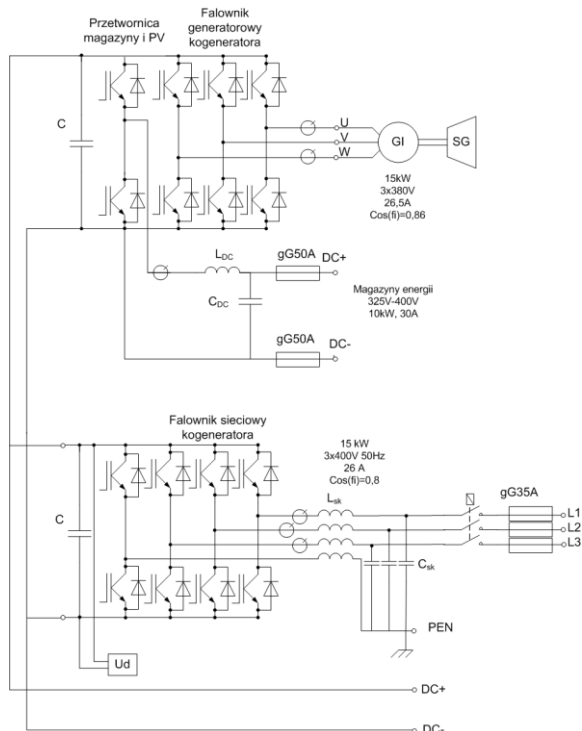 Przetwornica
magazyny i PV
Falownik
generatorowy
kogeneratora
C
U
V
W
GI
SG
15kW
3x380V
26,5A
Cos(fi)=0,86
LDC
gG50A
DC+
CDC
Magazyny energii
325V-400V
10kW, 30A
gG50A
DC-
Falownik sieciowy
kogeneratora
15 kW
3x400V 50Hz
26 A
Cos(fi)=0,8
Lsk
gG35A
L1
L2
L3
C
Csk
PEN
Ud
DC+
DC-